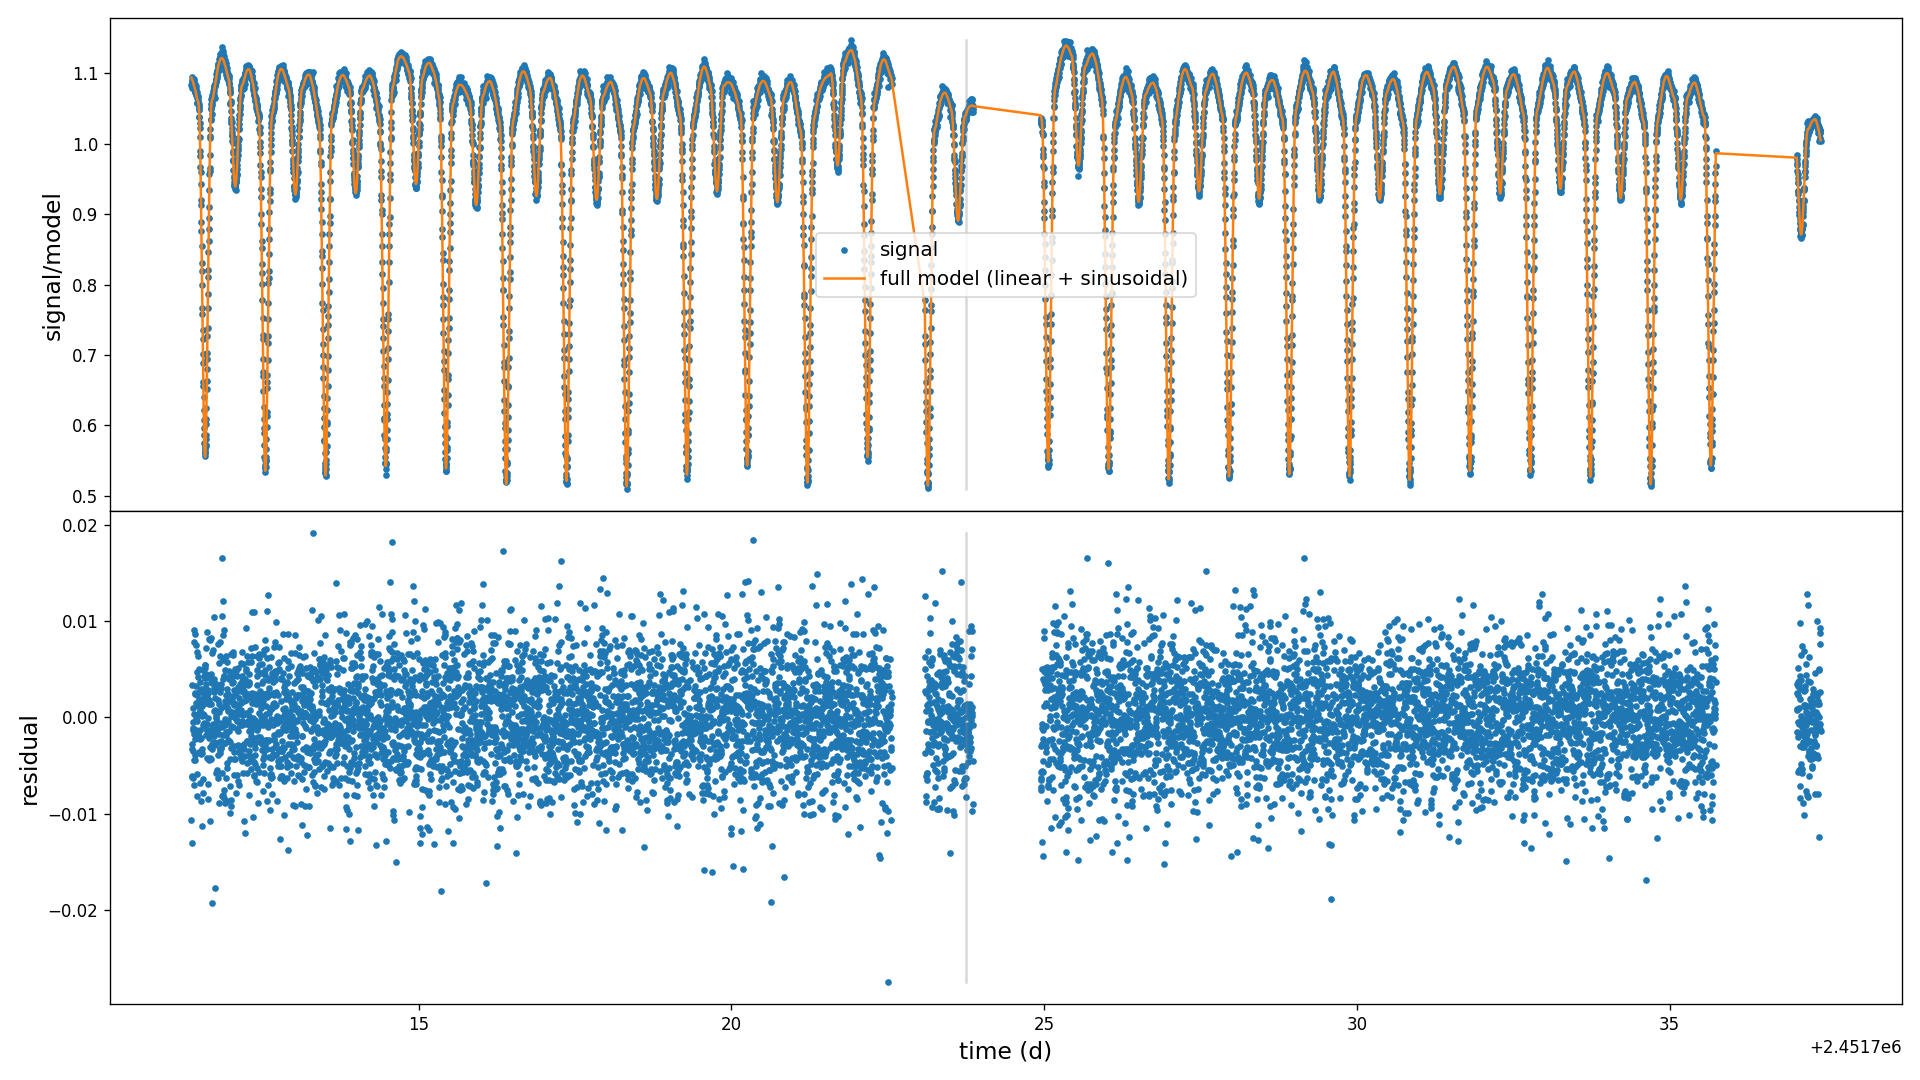 1.1
1.0
0.9
0.8
0.7
0.6
0.5
signal/model
signal
full model (linear + sinusoidal)
0.02
0.01
0.00
−0.01
−0.02
residual
15
20
25
30
35
time (d)
+2.4517e6